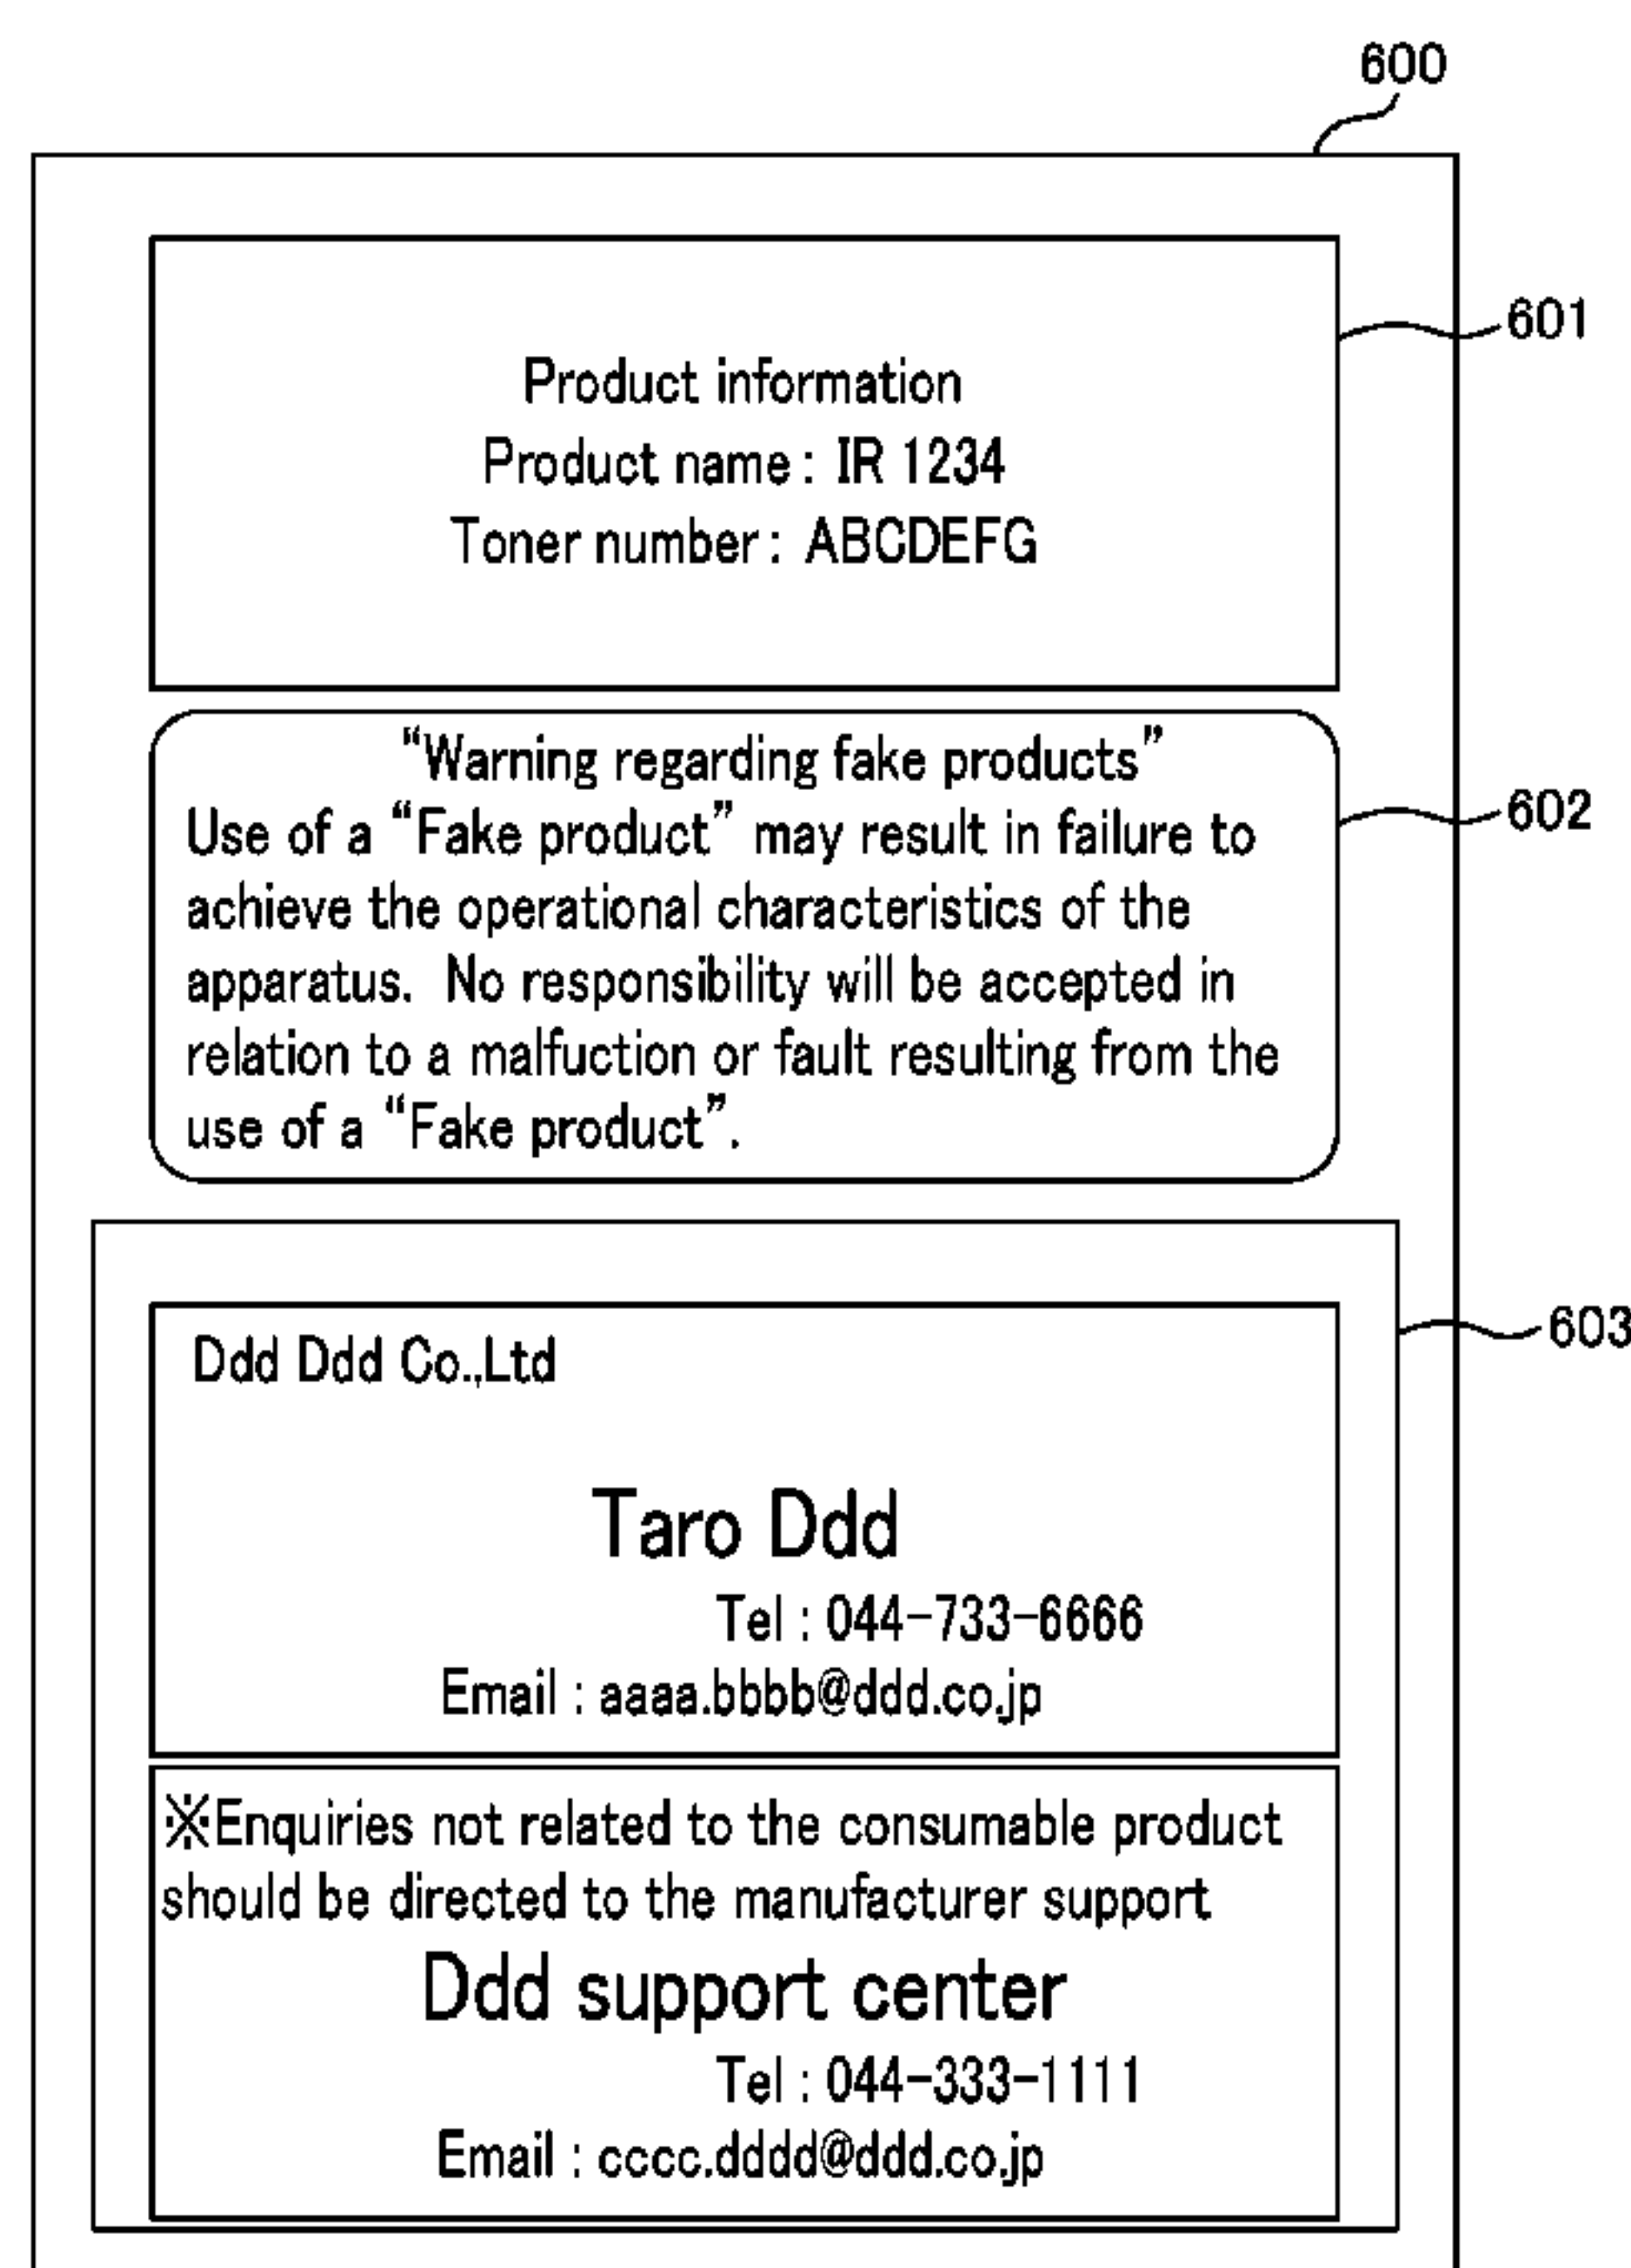 600
601
Product information
Product name : IR 1234
Toner number : ABCDEFG
602
“Warning regarding fake products”
Use of a “Fake product” may result in failure to
achieve the operational characteristics of the
apparatus. No responsibility will be accepted in
relation to a malfuction or fault resulting from the
use of a “Fake product”.
603
Ddd Ddd Co.,Ltd
Taro Ddd
Tel : 044-733-6666
Email : aaaa.bbbb@ddd.co.jp
※Enquiries not related to the consumable product
should be directed to the manufacturer support
Ddd support center
Tel : 044-333-1111
Email : cccc.dddd@ddd.co.jp